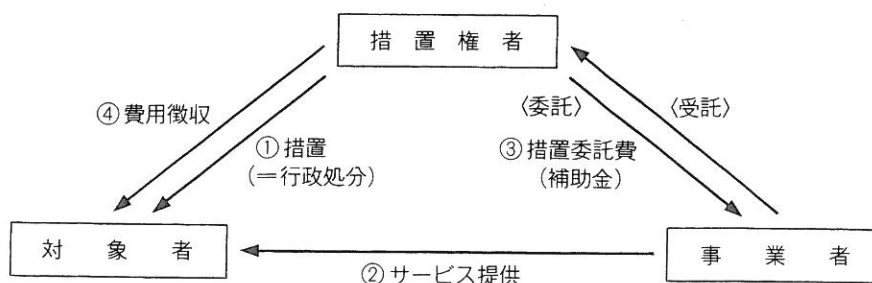 措置権者
④費用徴収
①措置
(＝行政処分)
〈委託〉
〈受託〉
③措置委託費
(補助金)
対象者
事業者
②サービス提供